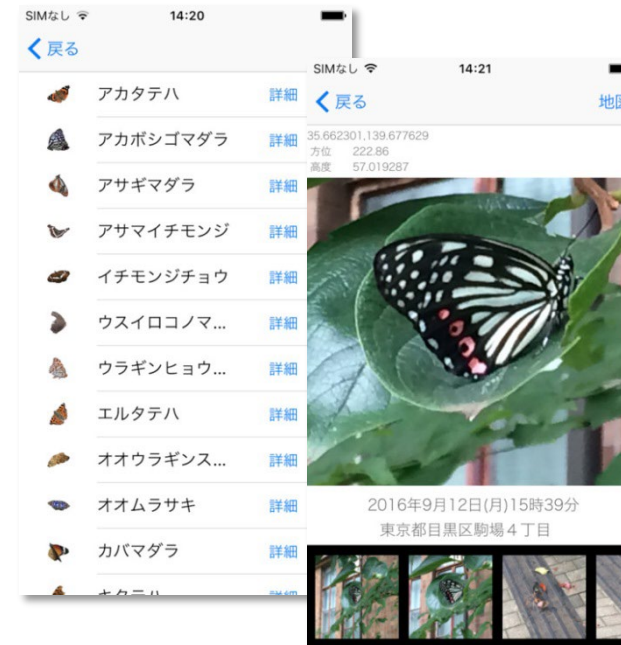 SIMなし 14:20
戻る
アカタテハ 詳細
アカボシゴマダラ 詳細
アサギマダラ 詳細
アサマイチモンジ 詳細
イチモンジチョウ 詳細
ウスイロコノマ... 詳細
ウラギンヒョウ... 詳細
エルタテハ 詳細
オオウラギンス... 詳細
オオムラサキ 詳細
カバマダラ 詳細
SIMなし 14:21
戻る 地図
35.662301,139.677629
方位 222.86
高度 57.019287
2016年9月12日(月)15時39分
東京都目黒区駒場4丁目